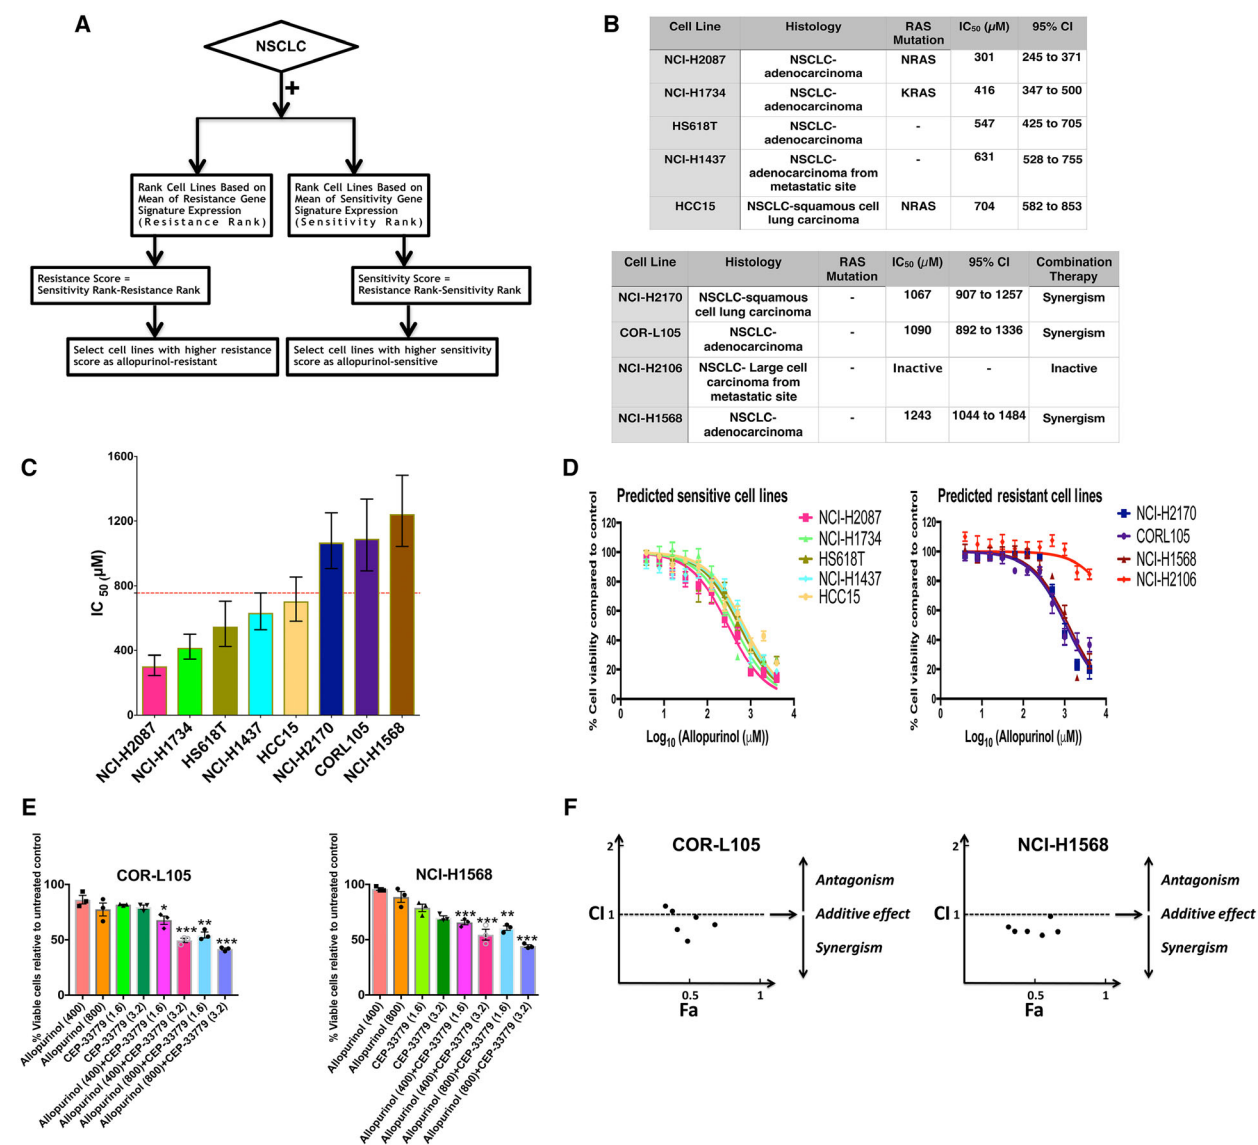 A
NSCLC
+
Rank Cell Lines Based on
Mean of Resistance Gene
Signature Expression
(Resistance Rank)
Rank Cell Lines Based on
Mean of Sensitivity Gene
Signature Expression
(Sensitivity Rank)
Resistance Score =
Sensitivity Rank-Resistance Rank
Sensitivity Score =
Resistance Rank-Sensitivity Rank
Select cell lines with higher resistance
score as allopurinol-resistant
Select cell lines with higher sensitivity
score as allopurinol-sensitive
B
Cell Line Histology RAS Mutation IC50 (µM) 95% CI
NCI-H2087 NSCLC-adenocarcinoma NRAS 301 245 to 371
NCI-H1734 NSCLC-adenocarcinoma KRAS 416 347 to 500
HS618T NSCLC-adenocarcinoma - 547 425 to 705
NCI-H1437 NSCLC-adenocarcinoma from metastatic site - 631 528 to 755
HCC15 NSCLC-squamous cell lung carcinoma NRAS 704 582 to 853
Cell Line Histology RAS Mutation IC50 (µM) 95% CI Combination Therapy
NCI-H2170 NSCLC-squamous cell lung carcinoma - 1067 907 to 1257 Synergism
COR-L105 NSCLC-adenocarcinoma - 1090 892 to 1336 Synergism
NCI-H2106 NSCLC- Large cell carcinoma from metastatic site - Inactive - Inactive
NCI-H1568 NSCLC-adenocarcinoma - 1243 1044 to 1484 Synergism
C
IC 50 (µM)
1600
1200
800
400
0
NCI-H2087
NCI-H1734
HS618T
NCI-H1437
HCC15
NCI-H2170
CORL105
NCI-H1568
D
Predicted sensitive cell lines
% Cell viability compared to control
120
100
80
60
40
20
0
0 1 2 3 4
Log10 (Allopurinol (µM))
NCI-H2087
NCI-H1734
HS618T
NCI-H1437
HCC15
Predicted resistant cell lines
% Cell viability compared to control
120
100
80
60
40
20
0
0 1 2 3 4
Log10 (Allopurinol (µM))
NCI-H2170
CORL105
NCI-H1568
NCI-H2106
E
COR-L105
% Viable cells relative to untreated control
100
50
0
* *** ** ***
Allopurinol (400)
Allopurinol (800)
CEP-33779 (1.6)
CEP-33779 (3.2)
Allopurinol (400)+CEP-33779 (1.6)
Allopurinol (400)+CEP-33779 (3.2)
Allopurinol (800)+CEP-33779 (1.6)
Allopurinol (800)+CEP-33779 (3.2)
NCI-H1568
% Viable cells relative to untreated control
100
50
0
*** *** ** ***
Allopurinol (400)
Allopurinol (800)
CEP-33779 (1.6)
CEP-33779 (3.2)
Allopurinol (400)+CEP-33779 (1.6)
Allopurinol (400)+CEP-33779 (3.2)
Allopurinol (800)+CEP-33779 (1.6)
Allopurinol (800)+CEP-33779 (3.2)
F
COR-L105
2
CI 1
0.5 1
Fa
Antagonism
Additive effect
Synergism
NCI-H1568
2
CI 1
0.5 1
Fa
Antagonism
Additive effect
Synergism